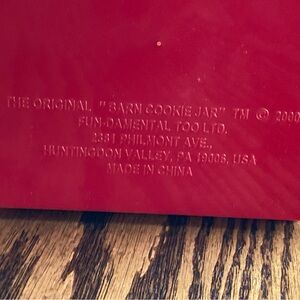 THE ORIGINAL "BARN COOKIE JAR" TM © 2000
FUN-DAMENTAL TOO LTD.
2381 PHILMONT AVE.,
HUNTINGDON VALLEY, PA 19006, USA
MADE IN CHINA